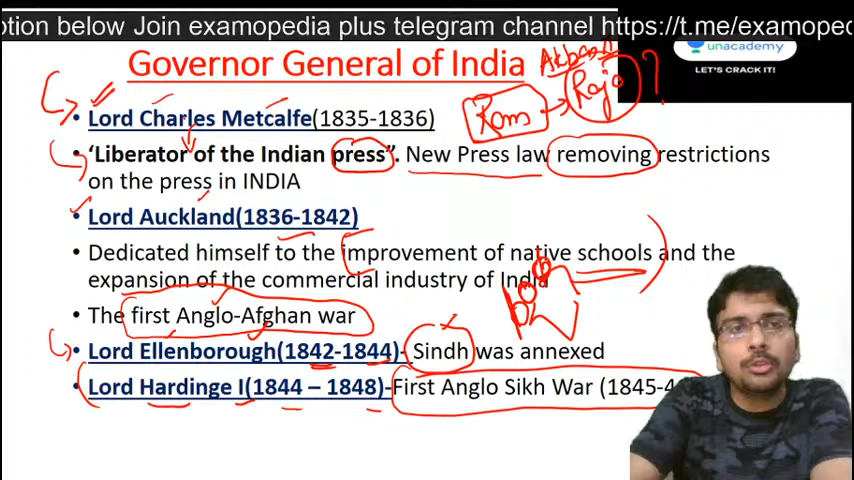 ption below Join examopedia plus telegram channel https://t.me/examoped
unacademy
LET'S CRACK IT!
Governor General of India
Raja ?
Ram
• Lord Charles Metcalfe(1835-1836)
• 'Liberator of the Indian press". New Press law removing restrictions
on the press in INDIA
• Lord Auckland(1836-1842)
• Dedicated himself to the improvement of native schools and the
expansion of the commercial industry of India
• The first Anglo-Afghan war
• Lord Ellenborough(1842-1844)- Sindh was annexed
• Lord Hardinge I(1844 – 1848)-First Anglo Sikh War (1845-4